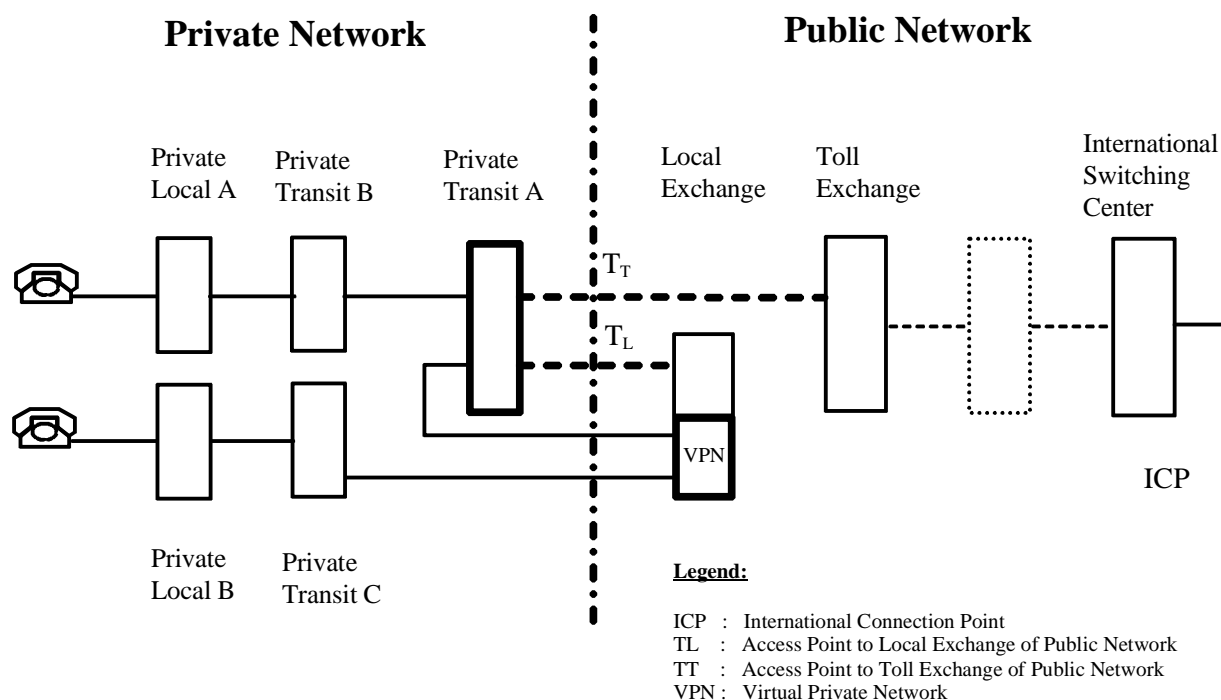 Private Network
Public Network
Private
Local A
Private
Transit B
Private
Transit A
Local
Exchange
Toll
Exchange
International
Switching
Center
TT
TL
VPN
ICP
Private
Local B
Private
Transit C
Legend:
ICP : International Connection Point
TL : Access Point to Local Exchange of Public Network
TT : Access Point to Toll Exchange of Public Network
VPN : Virtual Private Network